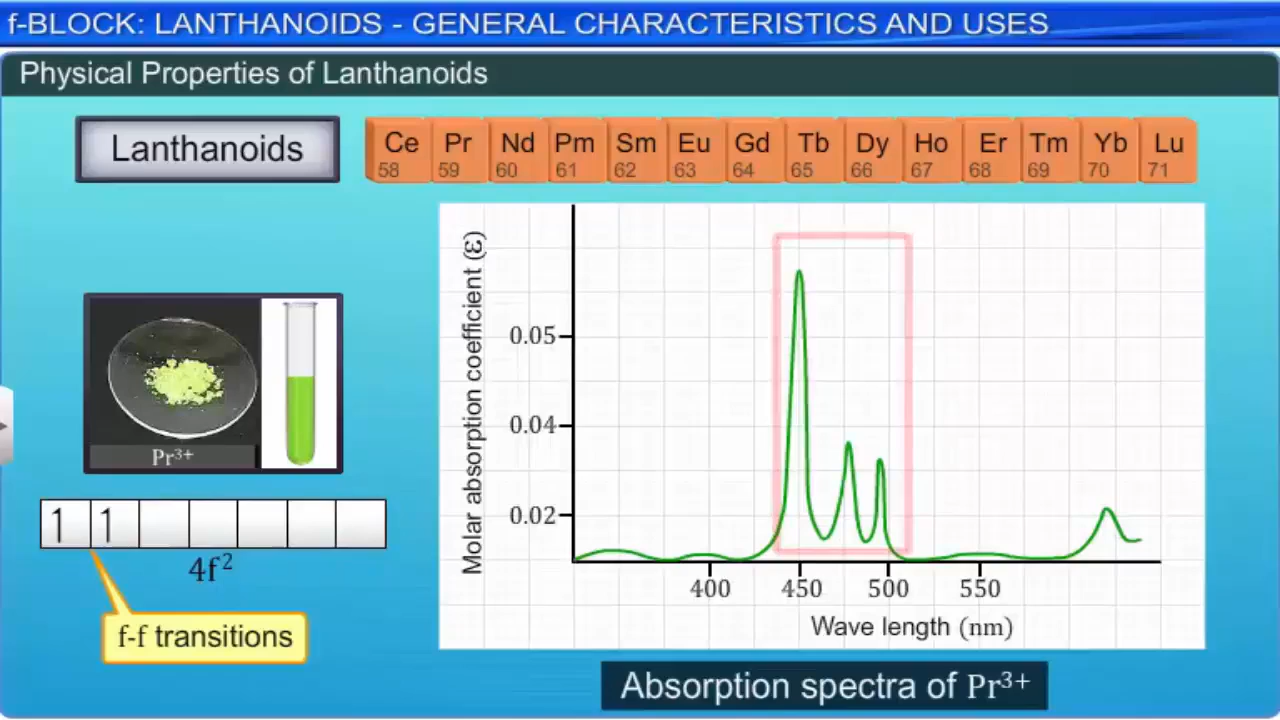 f-BLOCK: LANTHANOIDS - GENERAL CHARACTERISTICS AND USES
Physical Properties of Lanthanoids
Lanthanoids
Ce Pr Nd Pm Sm Eu Gd Tb Dy Ho Er Tm Yb Lu
58 59 60 61 62 63 64 65 66 67 68 69 70 71
Pr³⁺
1 1
4f²
f-f transitions
Molar absorption coefficient (ε)
0.05
0.04
0.02
400 450 500 550
Wave length (nm)
Absorption spectra of Pr³⁺